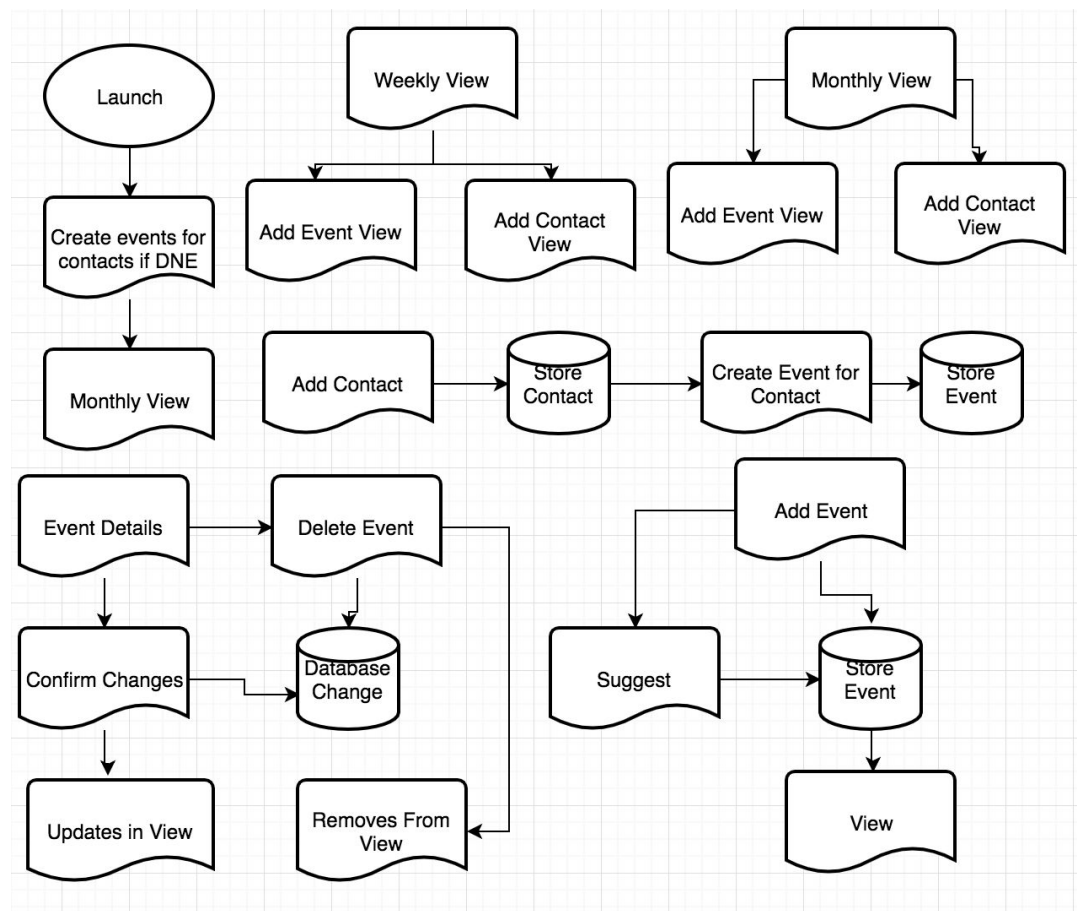 Launch
Weekly View
Monthly View
Create events for
contacts if DNE
Add Event View
Add Contact
View
Add Event View
Add Contact
View
Monthly View
Add Contact
Store
Contact
Create Event for
Contact
Store
Event
Event Details
Delete Event
Add Event
Confirm Changes
Database
Change
Suggest
Store
Event
Updates in View
Removes From
View
View